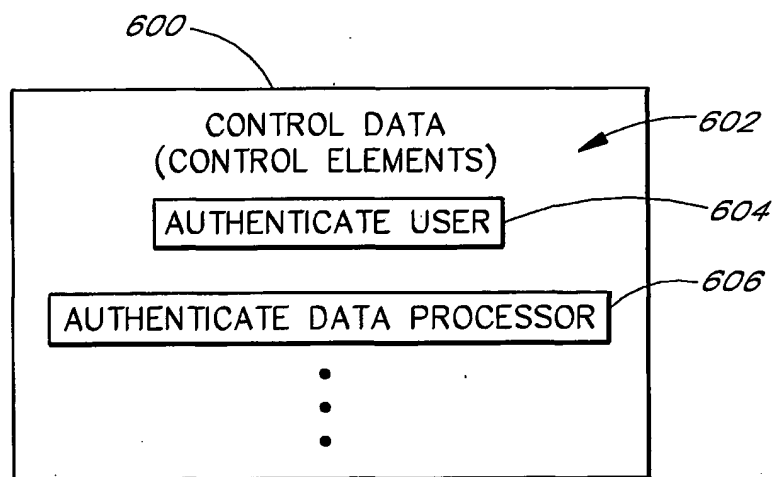 600
CONTROL DATA
(CONTROL ELEMENTS)
602
AUTHENTICATE USER
604
606
AUTHENTICATE DATA PROCESSOR